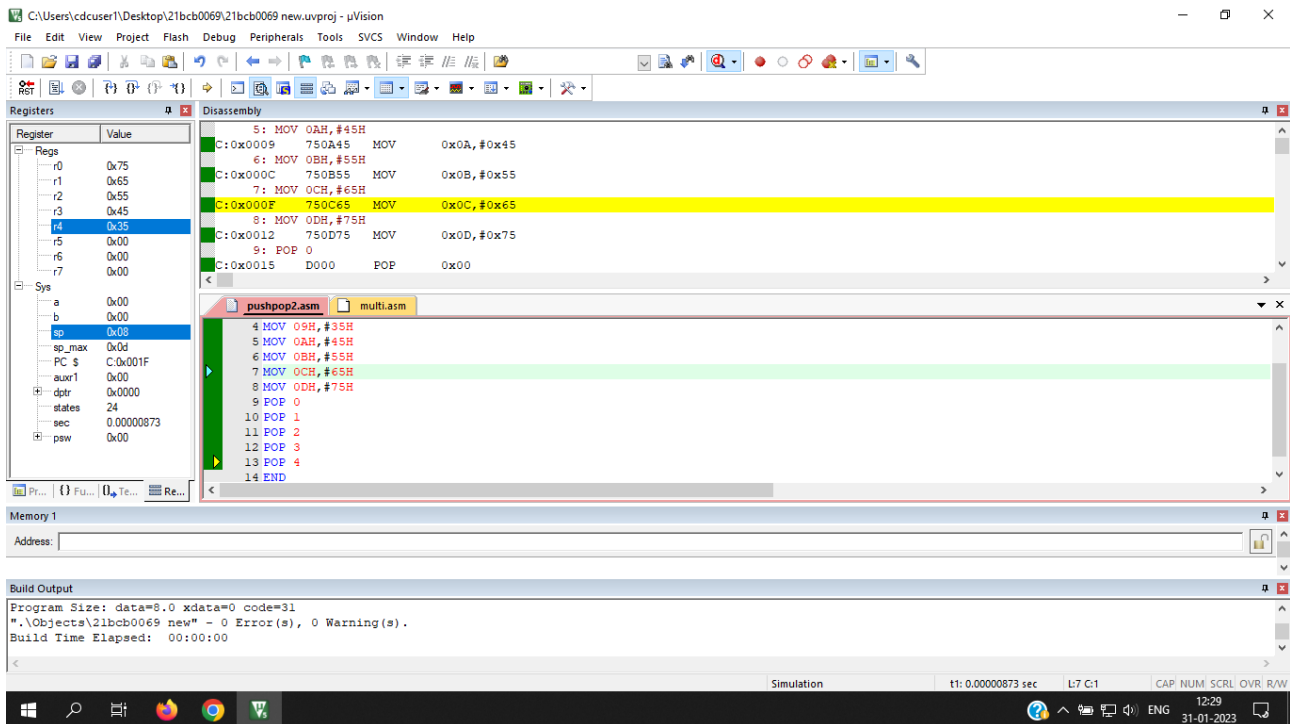 C:\Users\cdcuser1\Desktop\21bcb0069\21bcb0069 new.uvproj - µVision
File Edit View Project Flash Debug Peripherals Tools SVCS Window Help
RST
Registers
Register Value
Regs
r0 0x75
r1 0x65
r2 0x55
r3 0x45
r4 0x35
r5 0x00
r6 0x00
r7 0x00
Sys
a 0x00
b 0x00
sp 0x08
sp_max 0x0d
PC $ C:0x001F
auxr1 0x00
dptr 0x0000
states 24
sec 0.00000873
psw 0x00
Pr... {} Fu... Te... Re...
Disassembly
5: MOV 0AH,#45H
C:0x0009 750A45 MOV 0x0A,#0x45
6: MOV 0BH,#55H
C:0x000C 750B55 MOV 0x0B,#0x55
7: MOV 0CH,#65H
C:0x000F 750C65 MOV 0x0C,#0x65
8: MOV 0DH,#75H
C:0x0012 750D75 MOV 0x0D,#0x75
9: POP 0
C:0x0015 D000 POP 0x00
pushpop2.asm multi.asm
4 MOV 09H,#35H
5 MOV 0AH,#45H
6 MOV 0BH,#55H
7 MOV 0CH,#65H
8 MOV 0DH,#75H
9 POP 0
10 POP 1
11 POP 2
12 POP 3
13 POP 4
14 END
Memory 1
Address:
Build Output
Program Size: data=8.0 xdata=0 code=31
".\Objects\21bcb0069 new" - 0 Error(s), 0 Warning(s).
Build Time Elapsed: 00:00:00
Simulation t1: 0.00000873 sec L:7 C:1 CAP NUM SCRL OVR R/W
ENG 12:29
31-01-2023